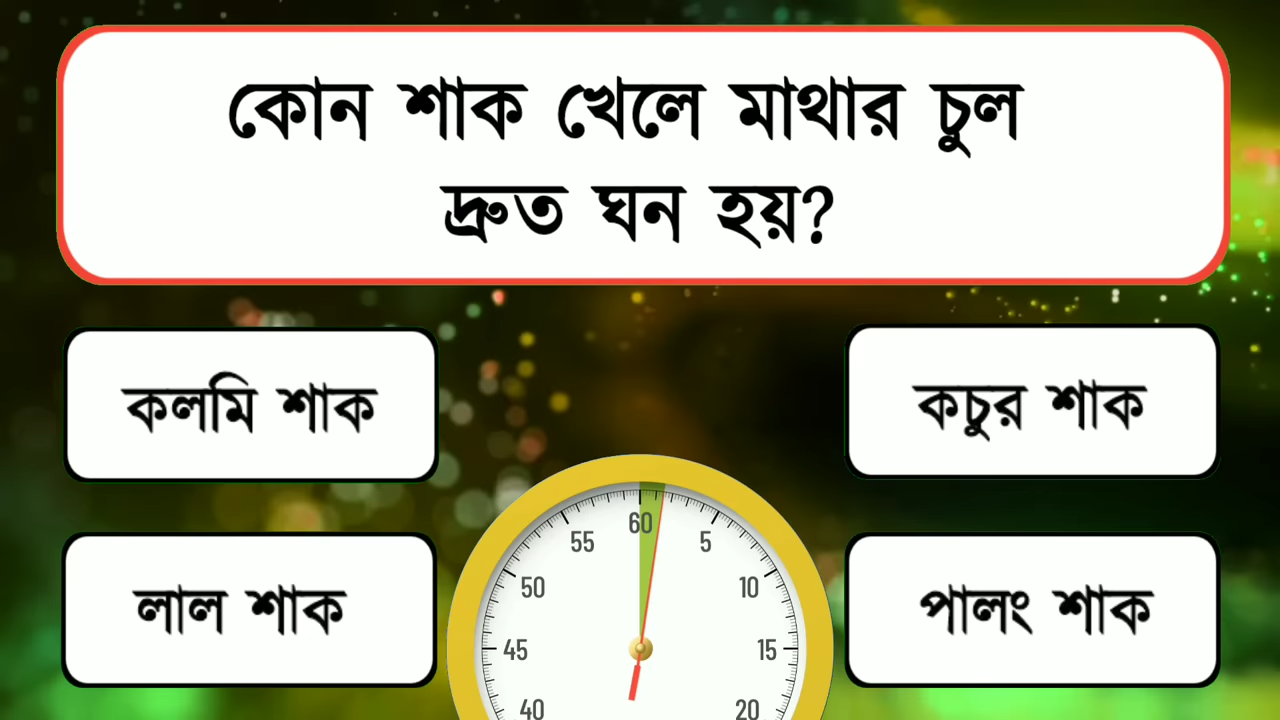 কোন শাক খেলে মাথার চুল
দ্রুত ঘন হয়?
কলমি শাক
কচুর শাক
লাল শাক
পালং শাক
60
55
5
50
10
45
15
40
20